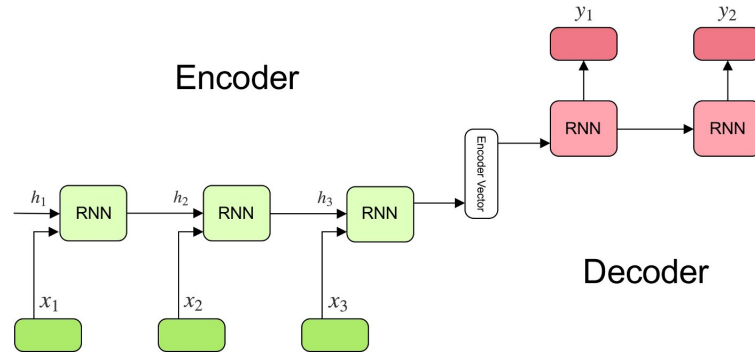 y₁ y₂
Encoder
RNN RNN
Encoder Vector
h₁ RNN h₂ RNN h₃ RNN
Decoder
x₁ x₂ x₃